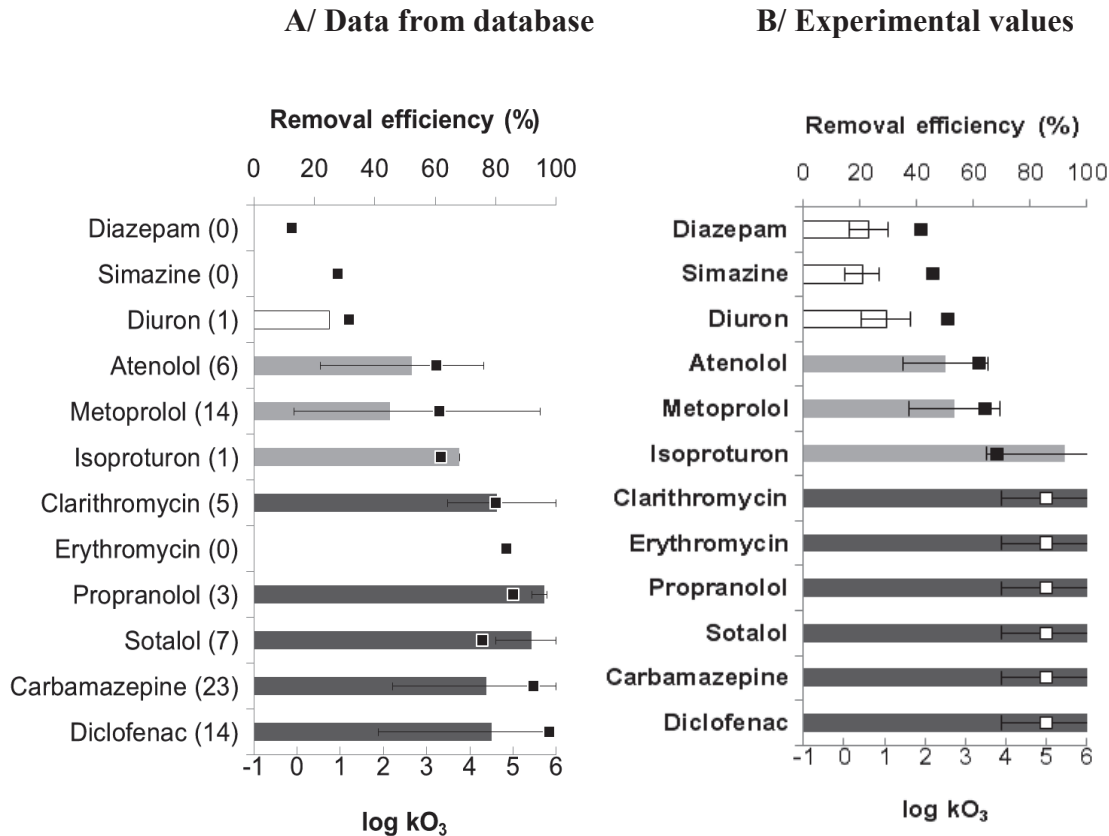 A/ Data from database
B/ Experimental values
Removal efficiency (%)
0 20 40 60 80 100
Diazepam (0)
Simazine (0)
Diuron (1)
Atenolol (6)
Metoprolol (14)
Isoproturon (1)
Clarithromycin (5)
Erythromycin (0)
Propranolol (3)
Sotalol (7)
Carbamazepine (23)
Diclofenac (14)
-1 0 1 2 3 4 5 6
log kO₃
Removal efficiency (%)
0 20 40 60 80 100
Diazepam
Simazine
Diuron
Atenolol
Metoprolol
Isoproturon
Clarithromycin
Erythromycin
Propranolol
Sotalol
Carbamazepine
Diclofenac
-1 0 1 2 3 4 5 6
log kO₃